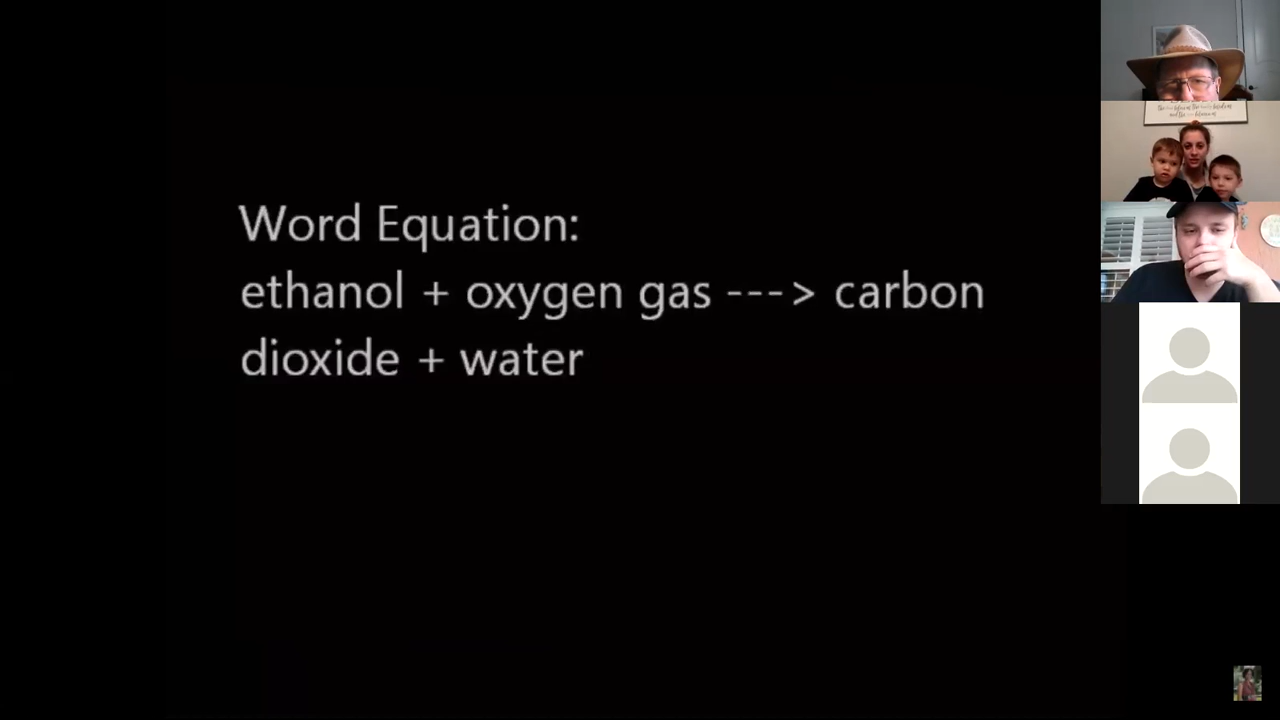 Word Equation:
ethanol + oxygen gas ---> carbon
dioxide + water